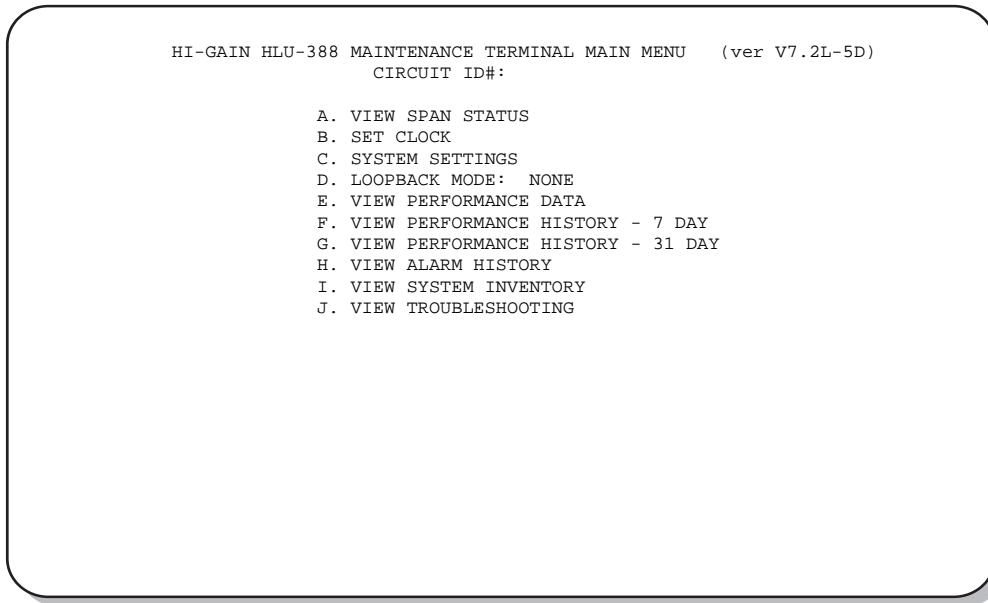 HI-GAIN HLU-388 MAINTENANCE TERMINAL MAIN MENU (ver V7.2L-5D)
CIRCUIT ID#:
A. VIEW SPAN STATUS
B. SET CLOCK
C. SYSTEM SETTINGS
D. LOOPBACK MODE: NONE
E. VIEW PERFORMANCE DATA
F. VIEW PERFORMANCE HISTORY - 7 DAY
G. VIEW PERFORMANCE HISTORY - 31 DAY
H. VIEW ALARM HISTORY
I. VIEW SYSTEM INVENTORY
J. VIEW TROUBLESHOOTING